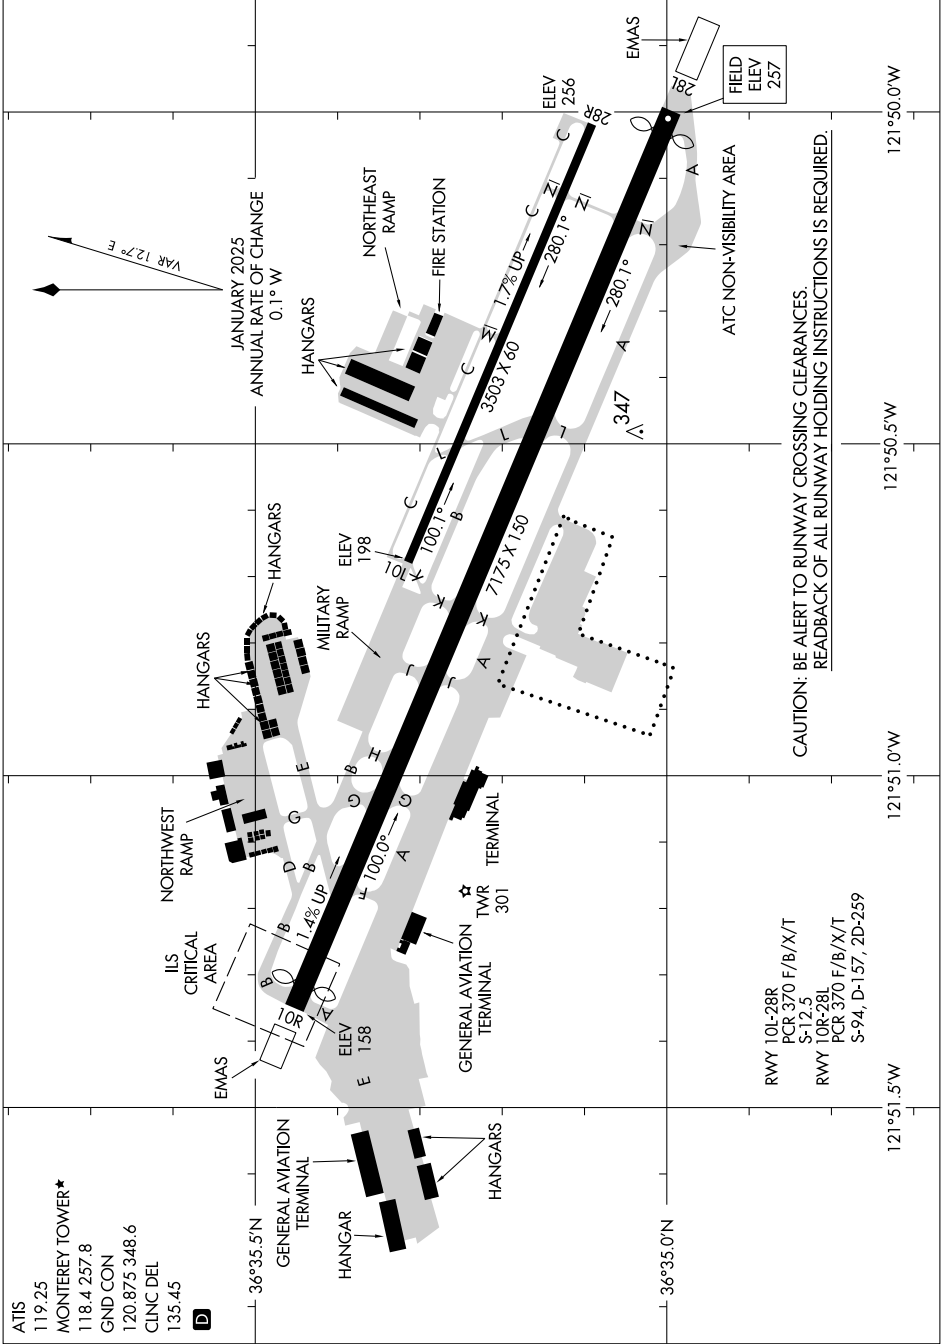 ATIS
119.25
MONTEREY TOWER★
118.4 257.8
GND CON
120.875 348.6
CLNC DEL
135.45
D
VAR 12.7° E
JANUARY 2025
ANNUAL RATE OF CHANGE
0.1° W
36°35.5'N
36°35.0'N
121°51.5'W
121°51.0'W
121°50.5'W
121°50.0'W
GENERAL AVIATION
TERMINAL
HANGAR
HANGARS
EMAS
ILS
CRITICAL
AREA
NORTHWEST
RAMP
HANGARS
HANGARS
MILITARY
RAMP
HANGARS
NORTHEAST
RAMP
FIRE STATION
ELEV
256
EMAS
FIELD
ELEV
257
28R
28L
10L
10R
ELEV
198
ELEV
158
E
A
B
B
B
D
G
E
F
A
G
G
B
H
J
J
A
K
K
K
B
C
L
L
L
C
M
C
N
N
N
C
A
A
1.4% UP
100.0°
7175 X 150
280.1°
100.1°
3503 X 60
1.7% UP
280.1°
GENERAL AVIATION
TERMINAL
TWR
301
TERMINAL
347
ATC NON-VISIBILITY AREA
CAUTION: BE ALERT TO RUNWAY CROSSING CLEARANCES.
READBACK OF ALL RUNWAY HOLDING INSTRUCTIONS IS REQUIRED.
RWY 10L-28R
PCR 370 F/B/X/T
S-12.5
RWY 10R-28L
PCR 370 F/B/X/T
S-94, D-157, 2D-259